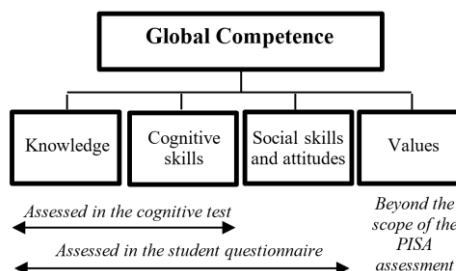 Global Competence
Knowledge
Cognitive
skills
Social skills
and attitudes
Values
Assessed in the cognitive test
Assessed in the student questionnaire
Beyond the
scope of the
PISA
assessment